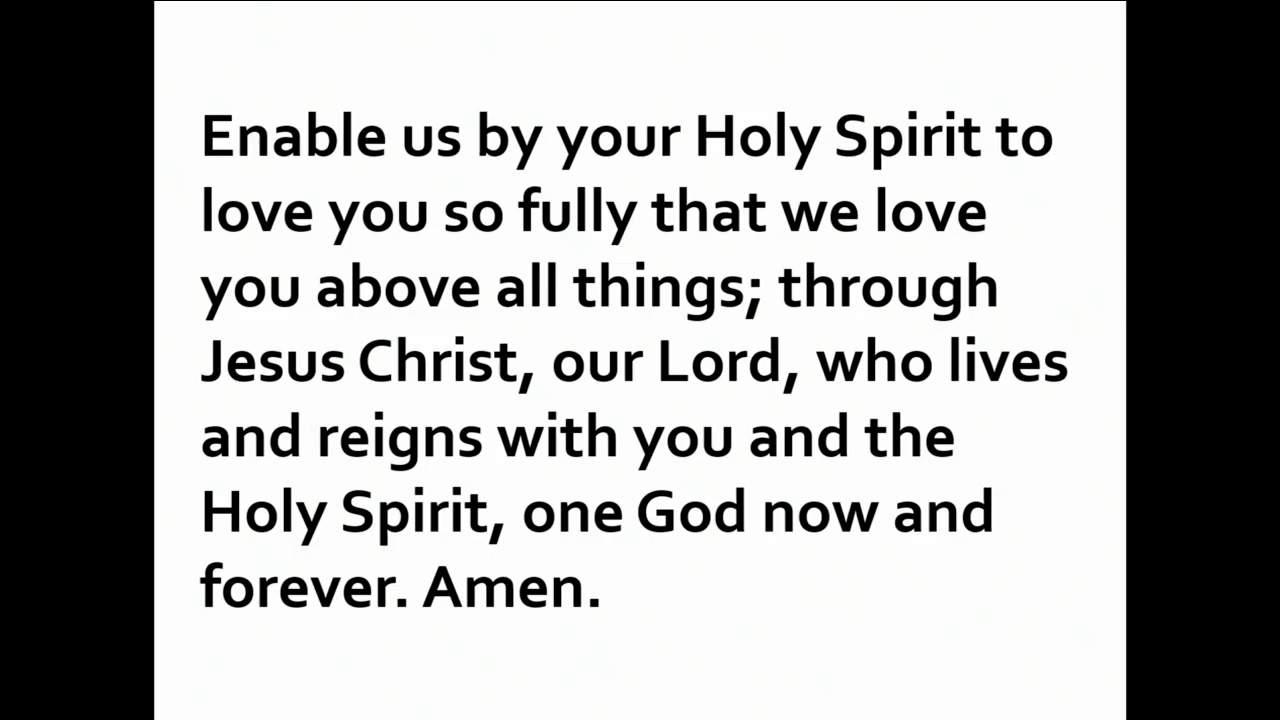 Enable us by your Holy Spirit to
love you so fully that we love
you above all things; through
Jesus Christ, our Lord, who lives
and reigns with you and the
Holy Spirit, one God now and
forever. Amen.